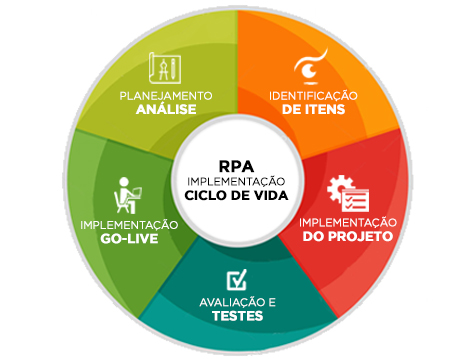 PLANEJAMENTO
ANÁLISE
IDENTIFICAÇÃO
DE ITENS
RPA
IMPLEMENTAÇÃO
CICLO DE VIDA
IMPLEMENTAÇÃO
GO-LIVE
IMPLEMENTAÇÃO
DO PROJETO
AVALIAÇÃO E
TESTES